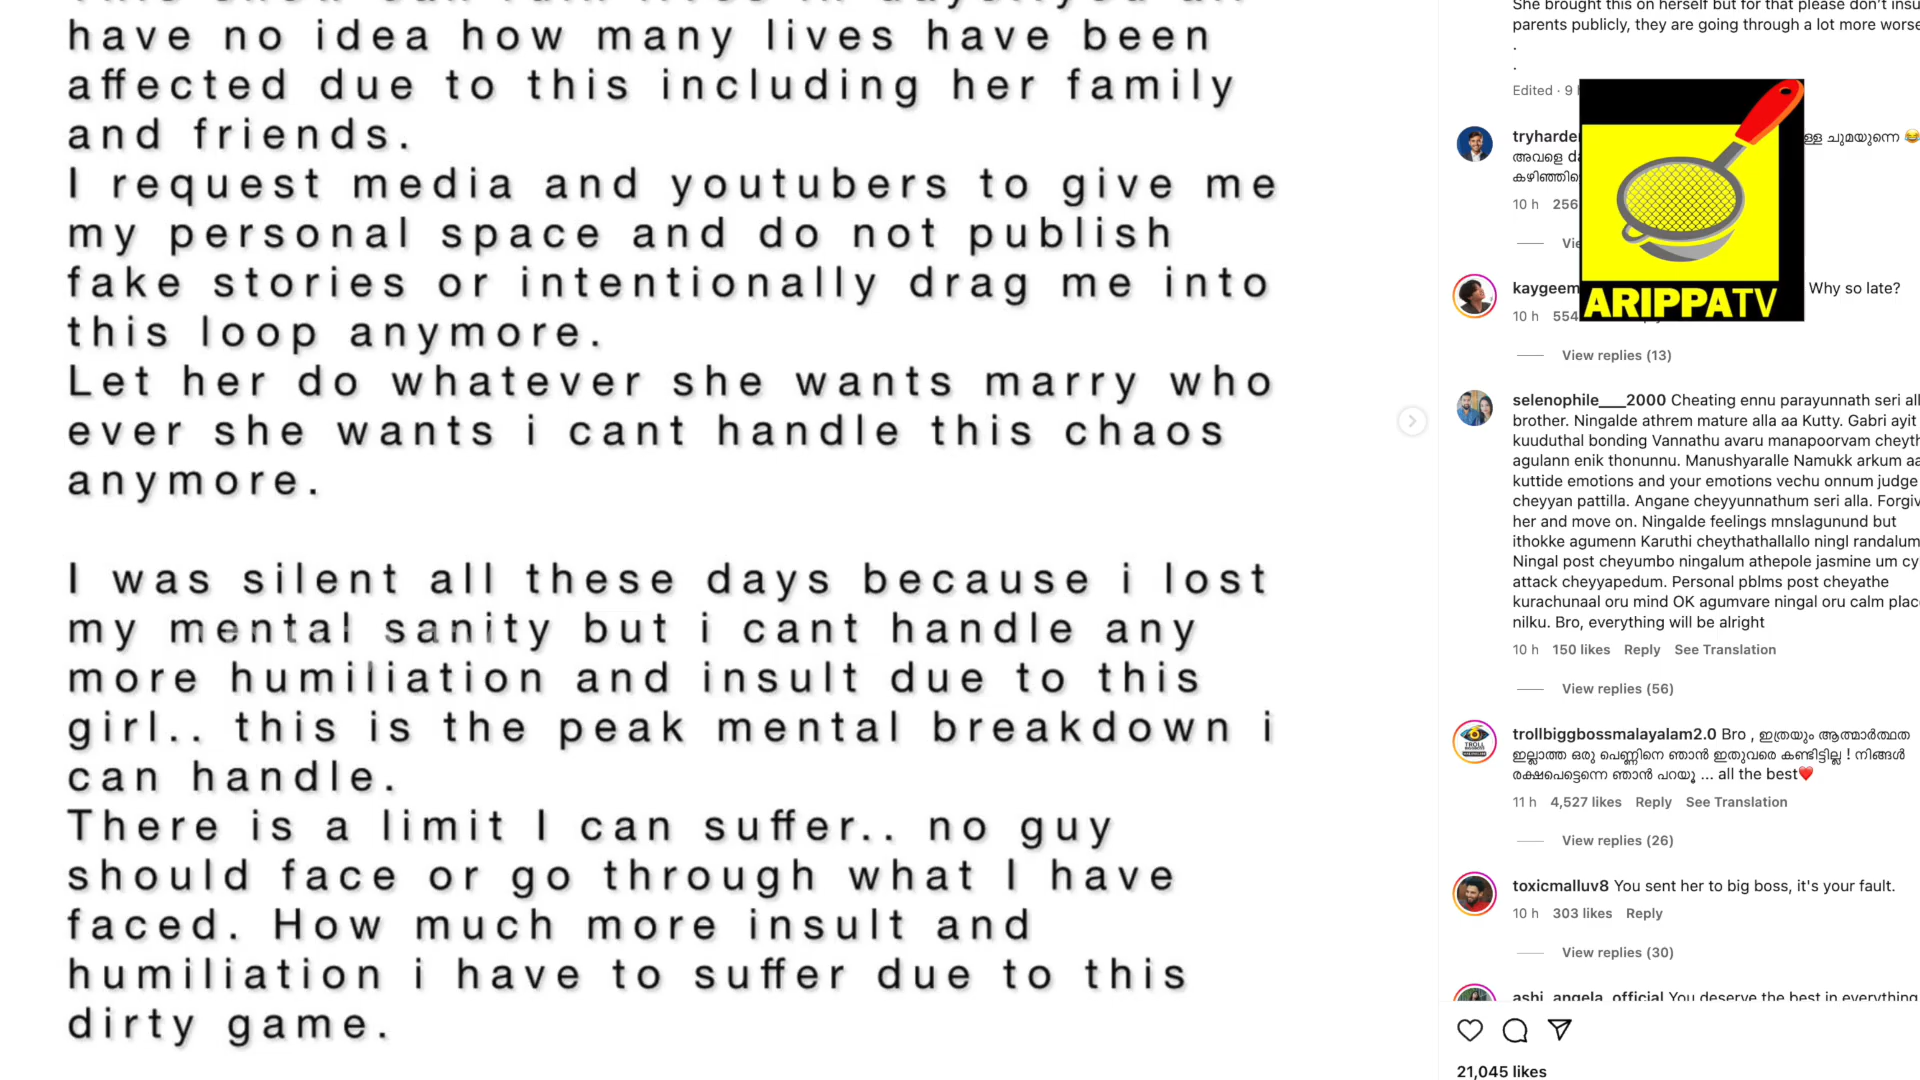 have no idea how many lives have been
affected due to this including her family
and friends.
I request media and youtubers to give me
my personal space and do not publish
fake stories or intentionally drag me into
this loop anymore.
Let her do whatever she wants marry who
ever she wants i cant handle this chaos
anymore.
I was silent all these days because i lost
my mental sanity but i cant handle any
more humiliation and insult due to this
girl.. this is the peak mental breakdown i
can handle.
There is a limit I can suffer.. no guy
should face or go through what I have
faced. How much more insult and
humiliation i have to suffer due to this
dirty game.
She brought this on herself but for that please don't insu
parents publicly, they are going through a lot more worse
.
.
Edited · 9
tryharde ചുമയുന്നെ 😂
അവളെ
10 h 256
kaygeem Why so late?
10 h 554
View replies (13)
selenophile___2000 Cheating ennu parayunnath seri all
brother. Ningalde athrem mature alla aa Kutty. Gabri ayit
kuuduthal bonding Vannathu avaru manapoorvam cheyth
agulann enik thonunnu. Manushyaralle Namukk arkum aa
kuttide emotions and your emotions vechu onnum judge
cheyyan pattilla. Angane cheyyunnathum seri alla. Forgiv
her and move on. Ningalde feelings mnslagunund but
ithokke agumenn Karuthi cheythathallallo ningl randalum
Ningal post cheyumbo ningalum athepole jasmine um cy
attack cheyyapedum. Personal pblms post cheyathe
kurachunaal oru mind OK agumvare ningal oru calm plac
nilku. Bro, everything will be alright
10 h 150 likes Reply See Translation
View replies (56)
trollbiggbossmalayalam2.0 Bro , ഇത്രയും ആത്മാർത്ഥത
ഇല്ലാത്ത ഒരു പെണ്ണിനെ ഞാൻ ഇതുവരെ കണ്ടിട്ടില്ല ! നിങ്ങൾ
രക്ഷപെട്ടെന്നെ ഞാൻ പറയൂ ... all the best❤️
11 h 4,527 likes Reply See Translation
View replies (26)
toxicmalluv8 You sent her to big boss, it's your fault.
10 h 303 likes Reply
View replies (30)
ashi_angela_official You deserve the best in everything
21,045 likes
ARIPPATV